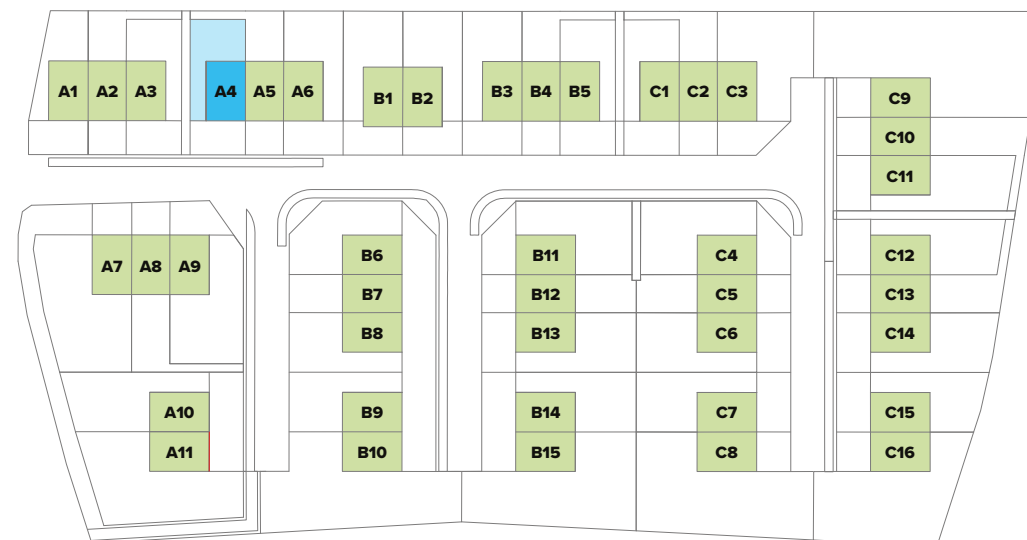 A1 A2 A3 A4 A5 A6 B1 B2 B3 B4 B5 C1 C2 C3
C9
C10
C11
A7 A8 A9 B6 B11 C4 C12
B7 B12 C5 C13
B8 B13 C6 C14
A10 B9 B14 C7 C15
A11 B10 B15 C8 C16